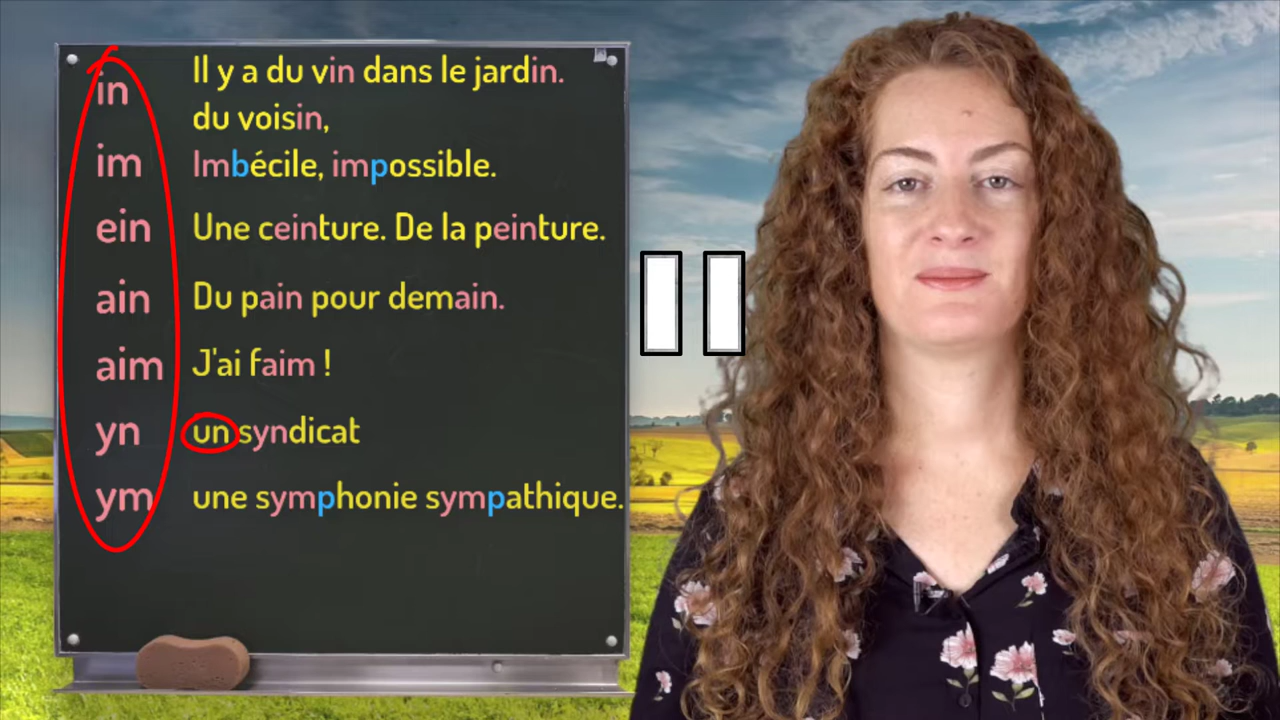 in Il y a du vin dans le jardin.
du voisin,
im Imbécile, impossible.
ein Une ceinture. De la peinture.
ain Du pain pour demain.
aim J'ai faim !
yn un syndicat
ym une symphonie sympathique.